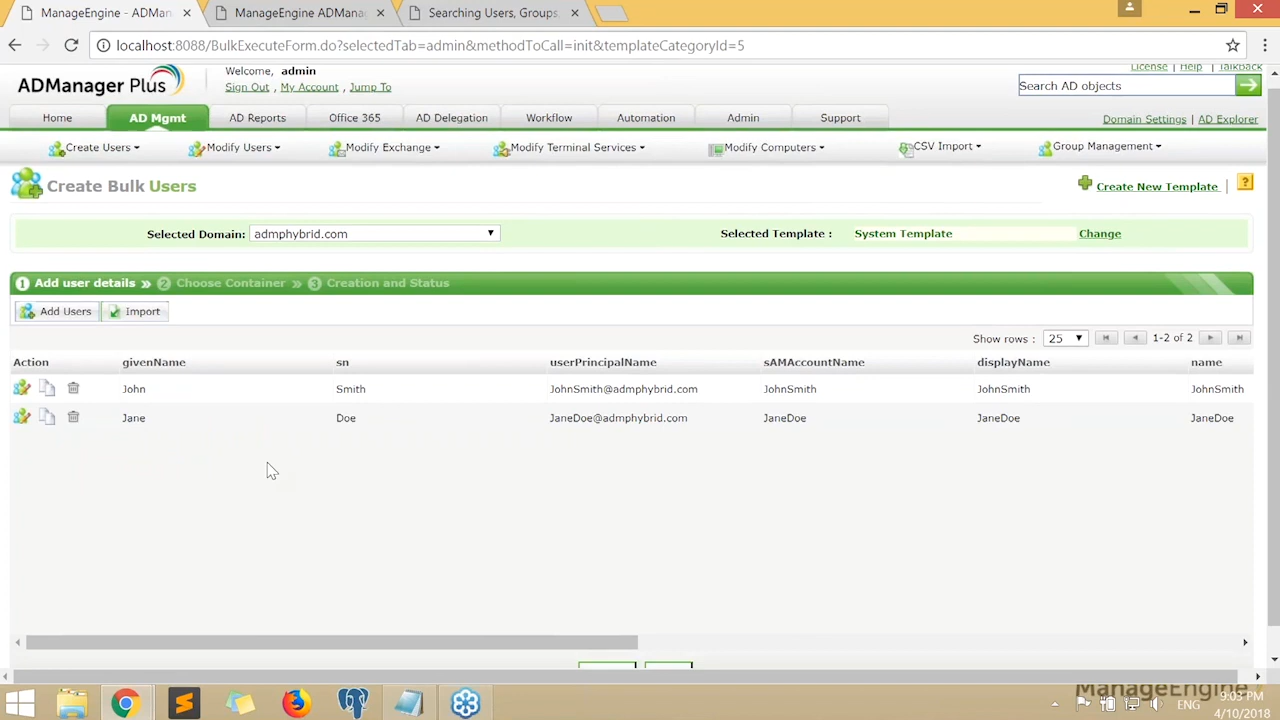 ManageEngine - ADMan
ManageEngine ADMana
Searching Users, Groups,
localhost:8088/BulkExecuteForm.do?selectedTab=admin&methodToCall=init&templateCategoryId=5
ADManager Plus
Welcome, admin
License | Help | Talkback
Sign Out , My Account , Jump To
Search AD objects
Home
AD Mgmt
AD Reports
Office 365
AD Delegation
Workflow
Automation
Admin
Support
Domain Settings | AD Explorer
Create Users
Modify Users
Modify Exchange
Modify Terminal Services
Modify Computers
CSV Import
Group Management
Create Bulk Users
Create New Template | ?
Selected Domain: admphybrid.com
Selected Template : System Template Change
1 Add user details » 2 Choose Container » 3 Creation and Status
Add Users Import
Show rows : 25 1-2 of 2
Action givenName sn userPrincipalName sAMAccountName displayName name
John Smith JohnSmith@admphybrid.com JohnSmith JohnSmith JohnSmith
Jane Doe JaneDoe@admphybrid.com JaneDoe JaneDoe JaneDoe
ManageEngine
ENG
9:03 PM
4/10/2018